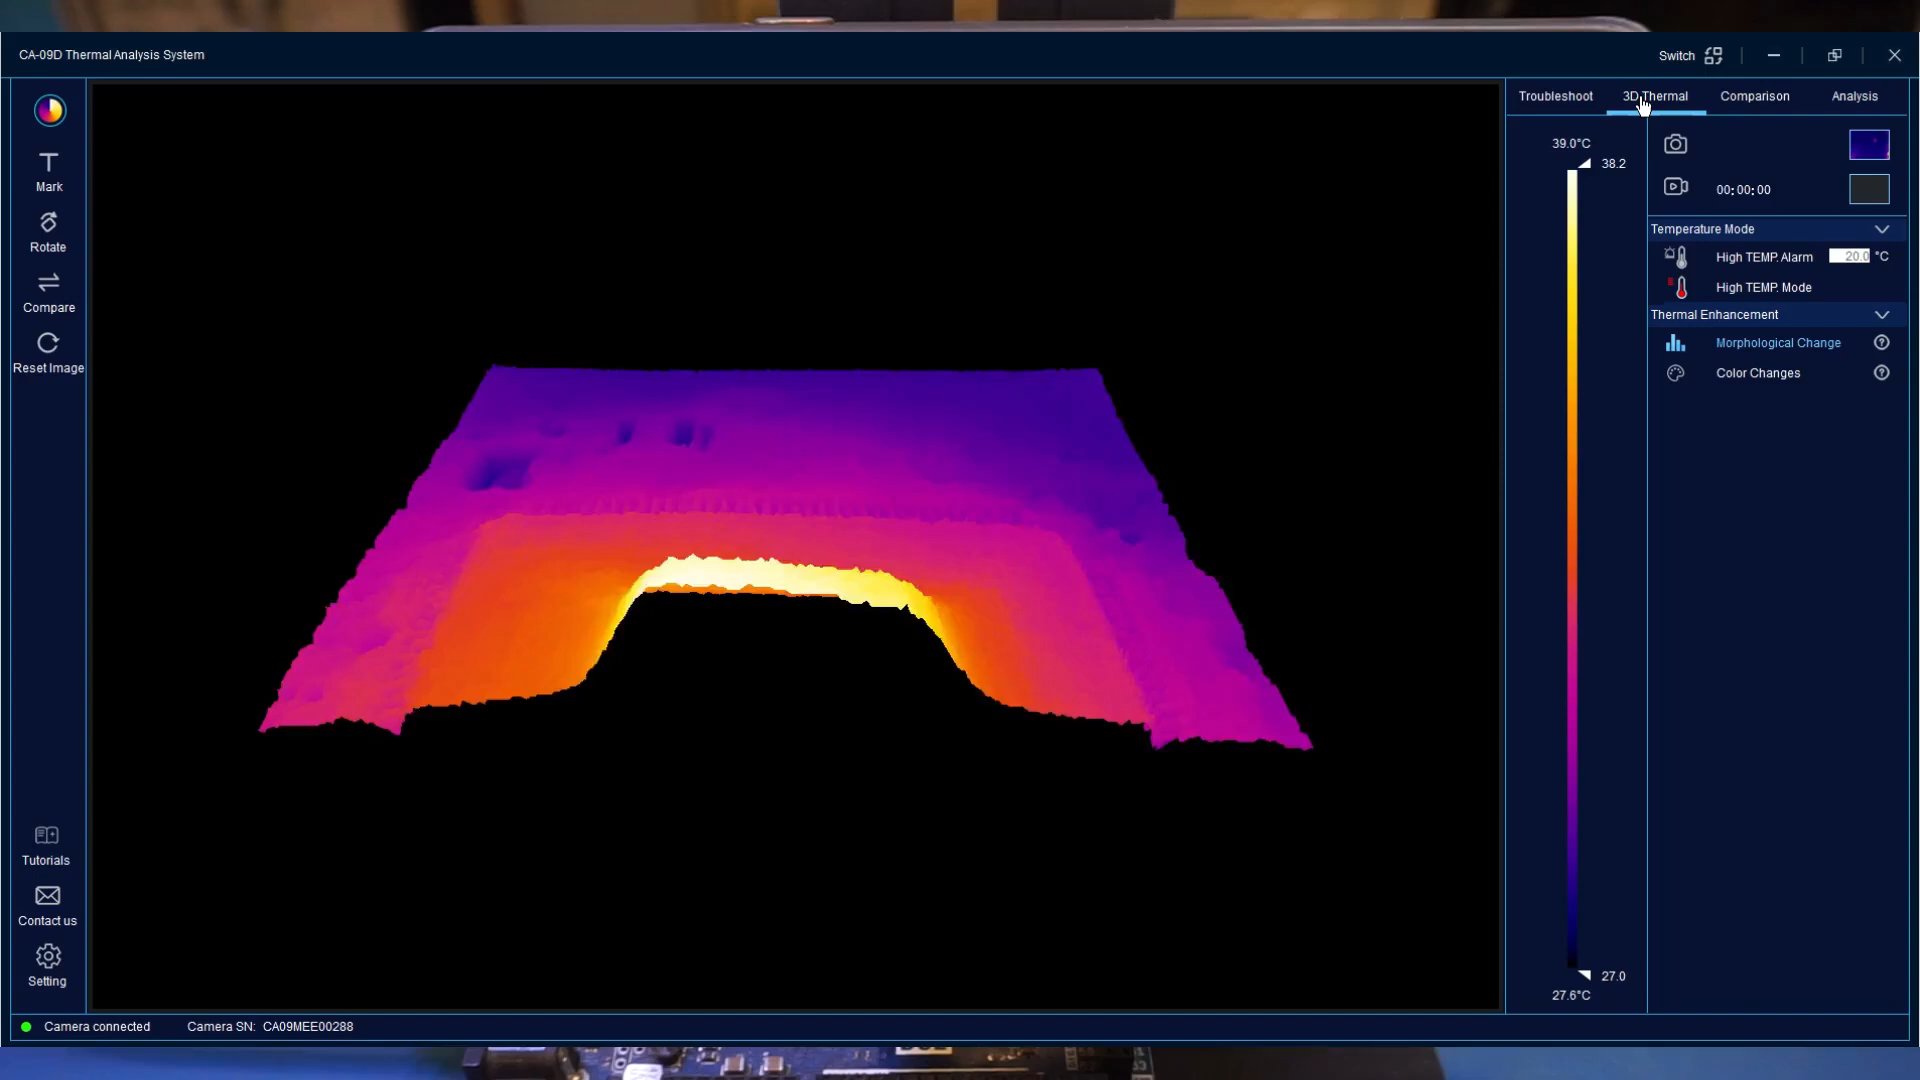 CA-09D Thermal Analysis System
Switch
Mark
Rotate
Compare
Reset Image
Tutorials
Contact us
Setting
Troubleshoot
3D Thermal
Comparison
Analysis
39.0°C
38.2
27.0
27.6°C
00:00:00
Temperature Mode
High TEMP. Alarm 20.0 °C
High TEMP. Mode
Thermal Enhancement
Morphological Change ?
Color Changes ?
Camera connected
Camera SN: CA09MEE00288